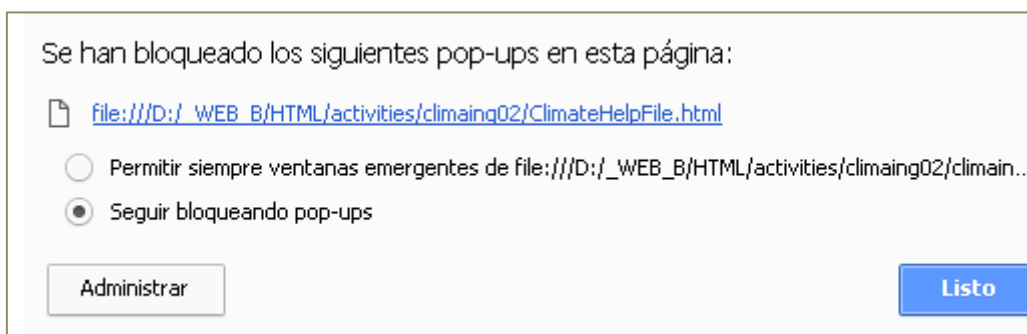 Se han bloqueado los siguientes pop-ups en esta página:
file:///D:/_WEB_B/HTML/activities/climaing02/ClimateHelpFile.html
Permitir siempre ventanas emergentes de file:///D:/_WEB_B/HTML/activities/climaing02/climain...
Seguir bloqueando pop-ups
Administrar
Listo